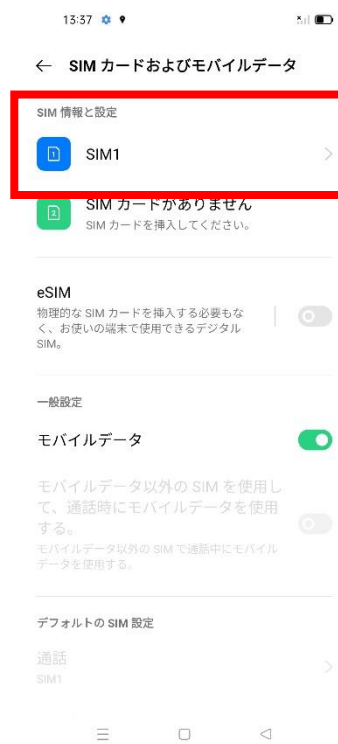 13:37
← SIM カードおよびモバイルデータ
SIM 情報と設定
1
SIM1
2
SIM カードがありません
SIM カードを挿入してください。
eSIM
物理的な SIM カードを挿入する必要もな
く、お使いの端末で使用できるデジタル
SIM。
一般設定
モバイルデータ
モバイルデータ以外の SIM を使用し
て、通話時にモバイルデータを使用
する。
モバイルデータ以外の SIM で通話中にモバイル
データを使用する。
デフォルトの SIM 設定
通話
SIM1